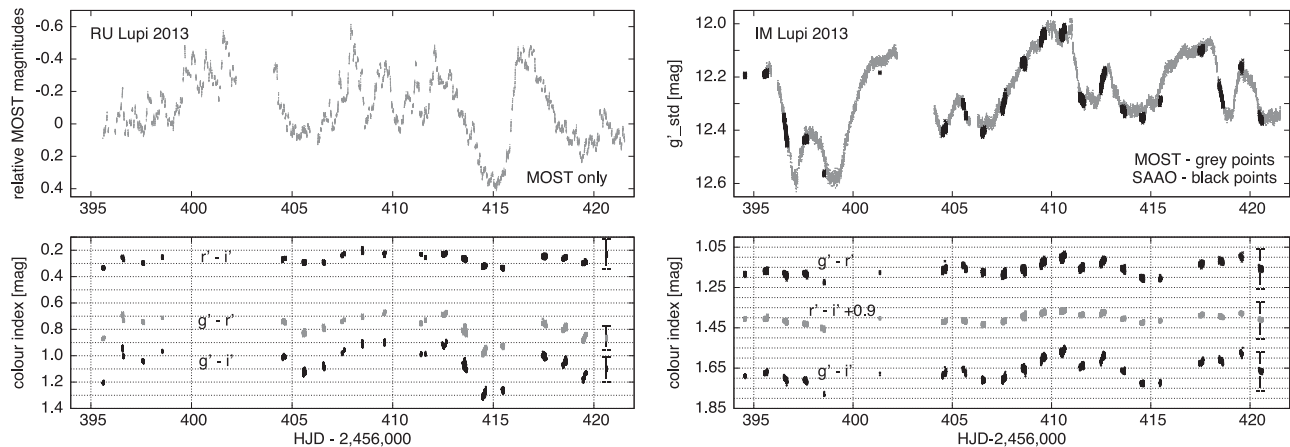 RU Lupi 2013
MOST only
relative MOST magnitudes
-0.6
-0.4
-0.2
0
0.2
0.4
395 400 405 410 415 420
r' - i'
g' - r'
g' - i'
colour index [mag]
0.2
0.4
0.6
0.8
1.0
1.2
1.4
395 400 405 410 415 420
HJD - 2,456,000
IM Lupi 2013
MOST - grey points
SAAO - black points
g'_std [mag]
12.0
12.2
12.4
12.6
395 400 405 410 415 420
g' - r'
r' - i' +0.9
g' - i'
colour index [mag]
1.05
1.25
1.45
1.65
1.85
395 400 405 410 415 420
HJD-2,456,000